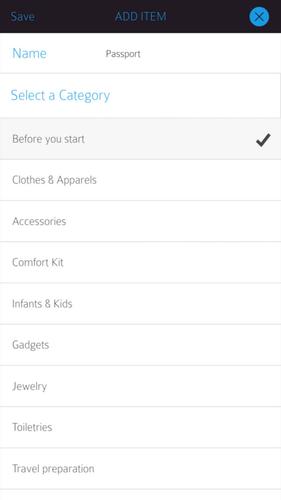 Save ADD ITEM
Name Passport
Select a Category
Before you start
Clothes & Apparels
Accessories
Comfort Kit
Infants & Kids
Gadgets
Jewelry
Toiletries
Travel preparation